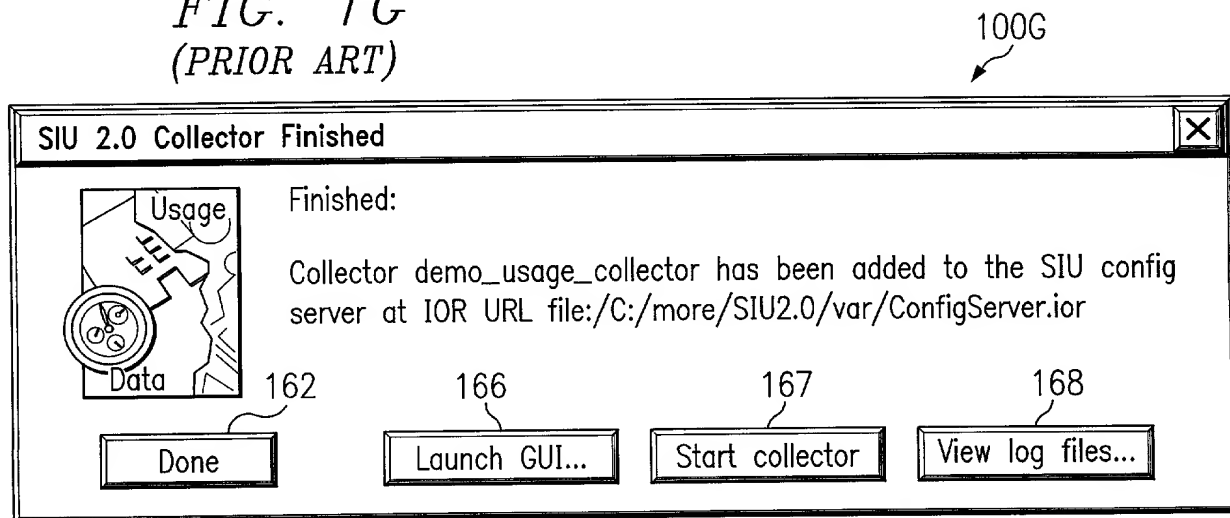 FIG. 1G
(PRIOR ART)
100G
SIU 2.0 Collector Finished
Usage
Data
Finished:
Collector demo_usage_collector has been added to the SIU config
server at IOR URL file:/C:/more/SIU2.0/var/ConfigServer.ior
162
166
167
168
Done
Launch GUI...
Start collector
View log files...